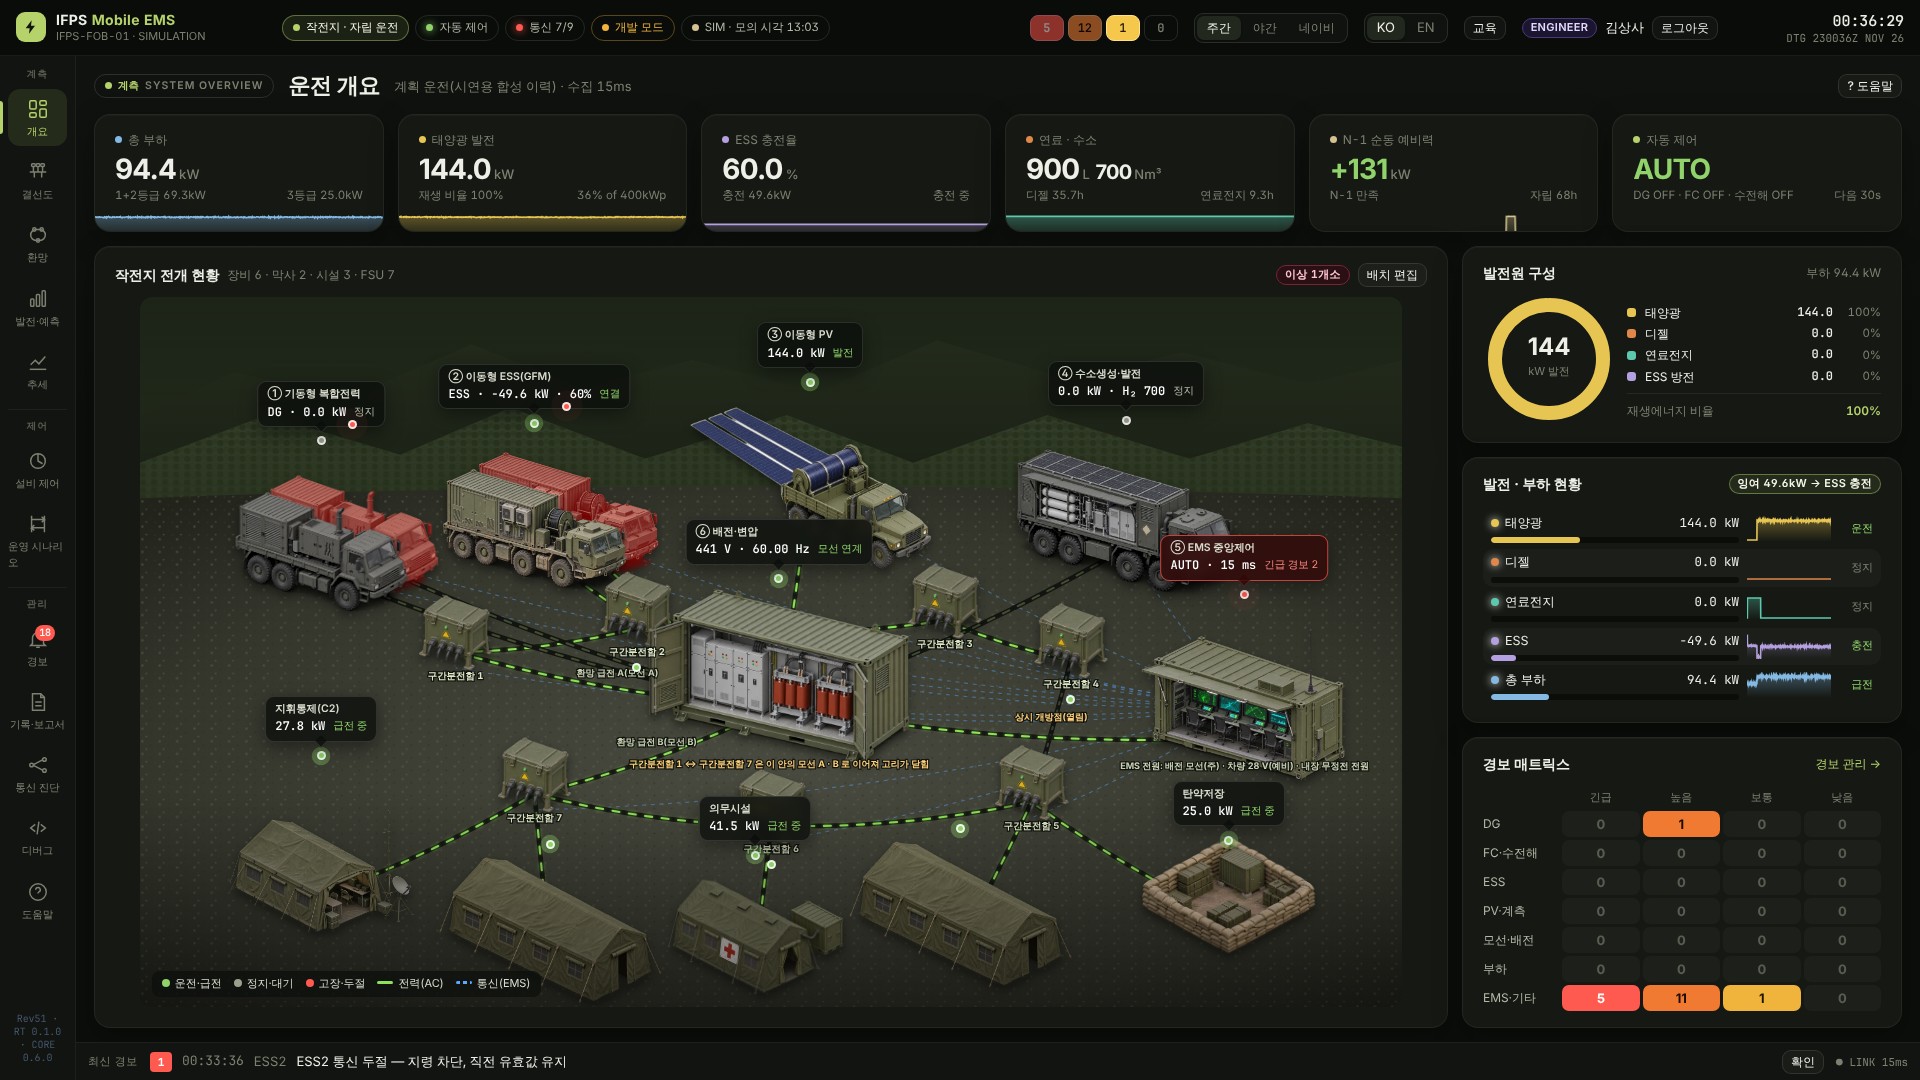 IFPS Mobile EMS
IFPS-FOB-01 · SIMULATION
작전지 · 자립 운전
자동 제어
통신 7/9
개발 모드
SIM · 모의 시각 13:03
5 12 1 0
주간 야간 네이비
KO EN
교육
ENGINEER 김상사 로그아웃
00:36:29
DTG 230036Z NOV 26
계측
개요
결선도
환망
발전·예측
추세
제어
설비 제어
운영 시나리오
관리
18
경보
기록·보고서
통신 진단
디버그
도움말
Rev51 · RT 0.1.0 · CORE 0.6.0
계측 SYSTEM OVERVIEW
운전 개요
계획 운전(시연용 합성 이력) · 수집 15ms
? 도움말
총 부하
94.4 kW
1+2등급 69.3kW 3등급 25.0kW
태양광 발전
144.0 kW
재생 비율 100% 36% of 400kWp
ESS 충전율
60.0 %
충전 49.6kW 충전 중
연료 · 수소
900 L 700 Nm³
디젤 35.7h 연료전지 9.3h
N-1 순동 예비력
+131 kW
N-1 만족 자립 68h
자동 제어
AUTO
DG OFF · FC OFF · 수전해 OFF 다음 30s
작전지 전개 현황 장비 6 · 막사 2 · 시설 3 · FSU 7
이상 1개소 배치 편집
① 기동형 복합전력
DG · 0.0 kW 정지
② 이동형 ESS(GFM)
ESS · -49.6 kW · 60% 연결
③ 이동형 PV
144.0 kW 발전
④ 수소생성·발전
0.0 kW · H₂ 700 정지
⑤ EMS 중앙제어
AUTO · 15 ms 긴급 경보 2
⑥ 배전·변압
441 V · 60.00 Hz 모선 연계
구간분전함 1
구간분전함 2
환망 급전 A(모선 A)
구간분전함 3
구간분전함 4
상시 개방점(열림)
지휘통제(C2)
27.8 kW 급전 중
환망 급전 B(모선 B)
구간분전함 1 ↔ 구간분전함 7 은 이 안의 모선 A · B 로 이어져 고리가 닫힘
EMS 전원: 배전 모선(주) · 차량 28 V(예비) · 내장 무정전 전원
구간분전함 7
의무시설
41.5 kW 급전 중
구간분전함 6
구간분전함 5
탄약저장
25.0 kW 급전 중
운전·급전 정지·대기 고장·두절 전력(AC) 통신(EMS)
발전원 구성 부하 94.4 kW
144
kW 발전
태양광 144.0 100%
디젤 0.0 0%
연료전지 0.0 0%
ESS 방전 0.0 0%
재생에너지 비율 100%
발전 · 부하 현황 잉여 49.6kW → ESS 충전
태양광 144.0 kW 운전
디젤 0.0 kW 정지
연료전지 0.0 kW 정지
ESS -49.6 kW 충전
총 부하 94.4 kW 급전
경보 매트릭스 경보 관리 →
긴급 높음 보통 낮음
DG 0 1 0 0
FC·수전해 0 0 0 0
ESS 0 0 0 0
PV·계측 0 0 0 0
모선·배전 0 0 0 0
부하 0 0 0 0
EMS·기타 5 11 1 0
최신 경보 1 00:33:36 ESS2 ESS2 통신 두절 — 지령 차단, 직전 유효값 유지
확인 LINK 15ms